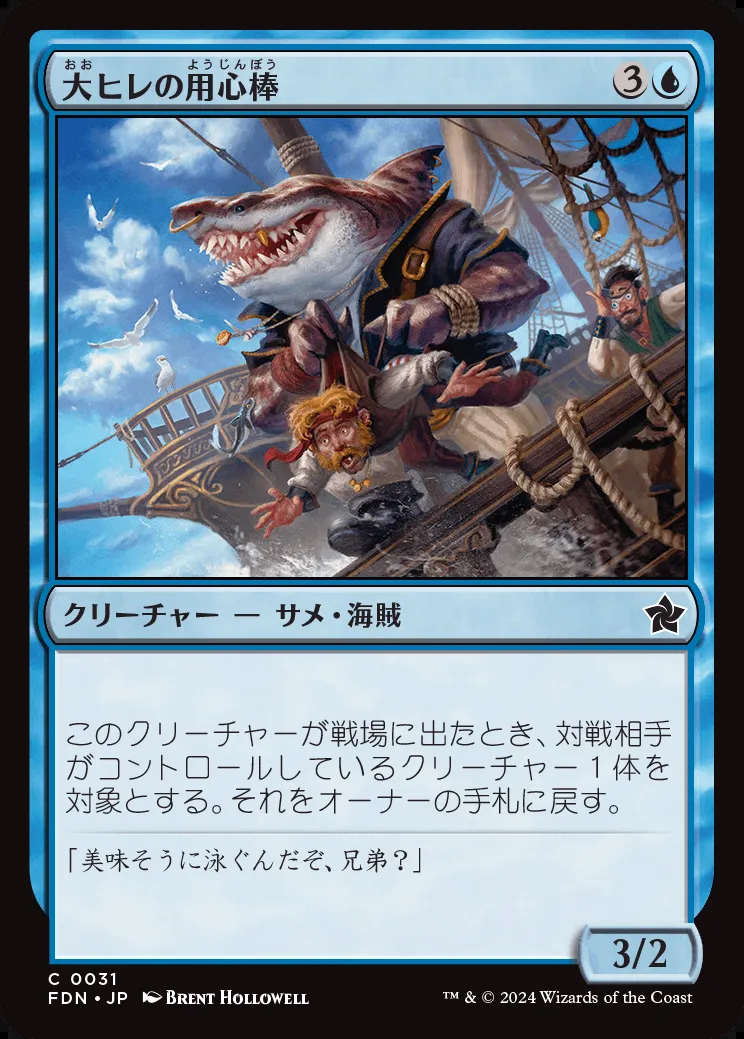 おお ようじんぼう
大ヒレの用心棒 3
クリーチャー — サメ・海賊
このクリーチャーが戦場に出たとき、対戦相手
がコントロールしているクリーチャー1体を
対象とする。それをオーナーの手札に戻す。
「美味そうに泳ぐんだぞ、兄弟？」
3/2
C 0031
FDN • JP Brent Hollowell
™ & © 2024 Wizards of the Coast